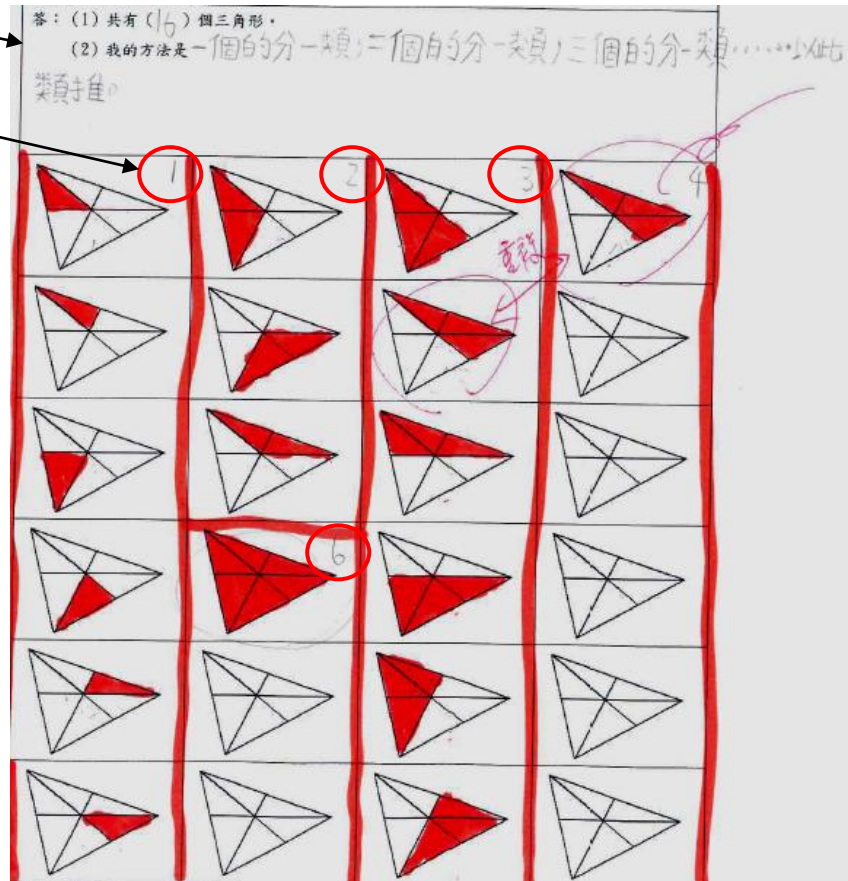 答：(1) 共有(16)個三角形。
(2) 我的方法是一個的分一類；二個的分一類；三個的分一類……以此
類推。
1 2 3 4
重複
6